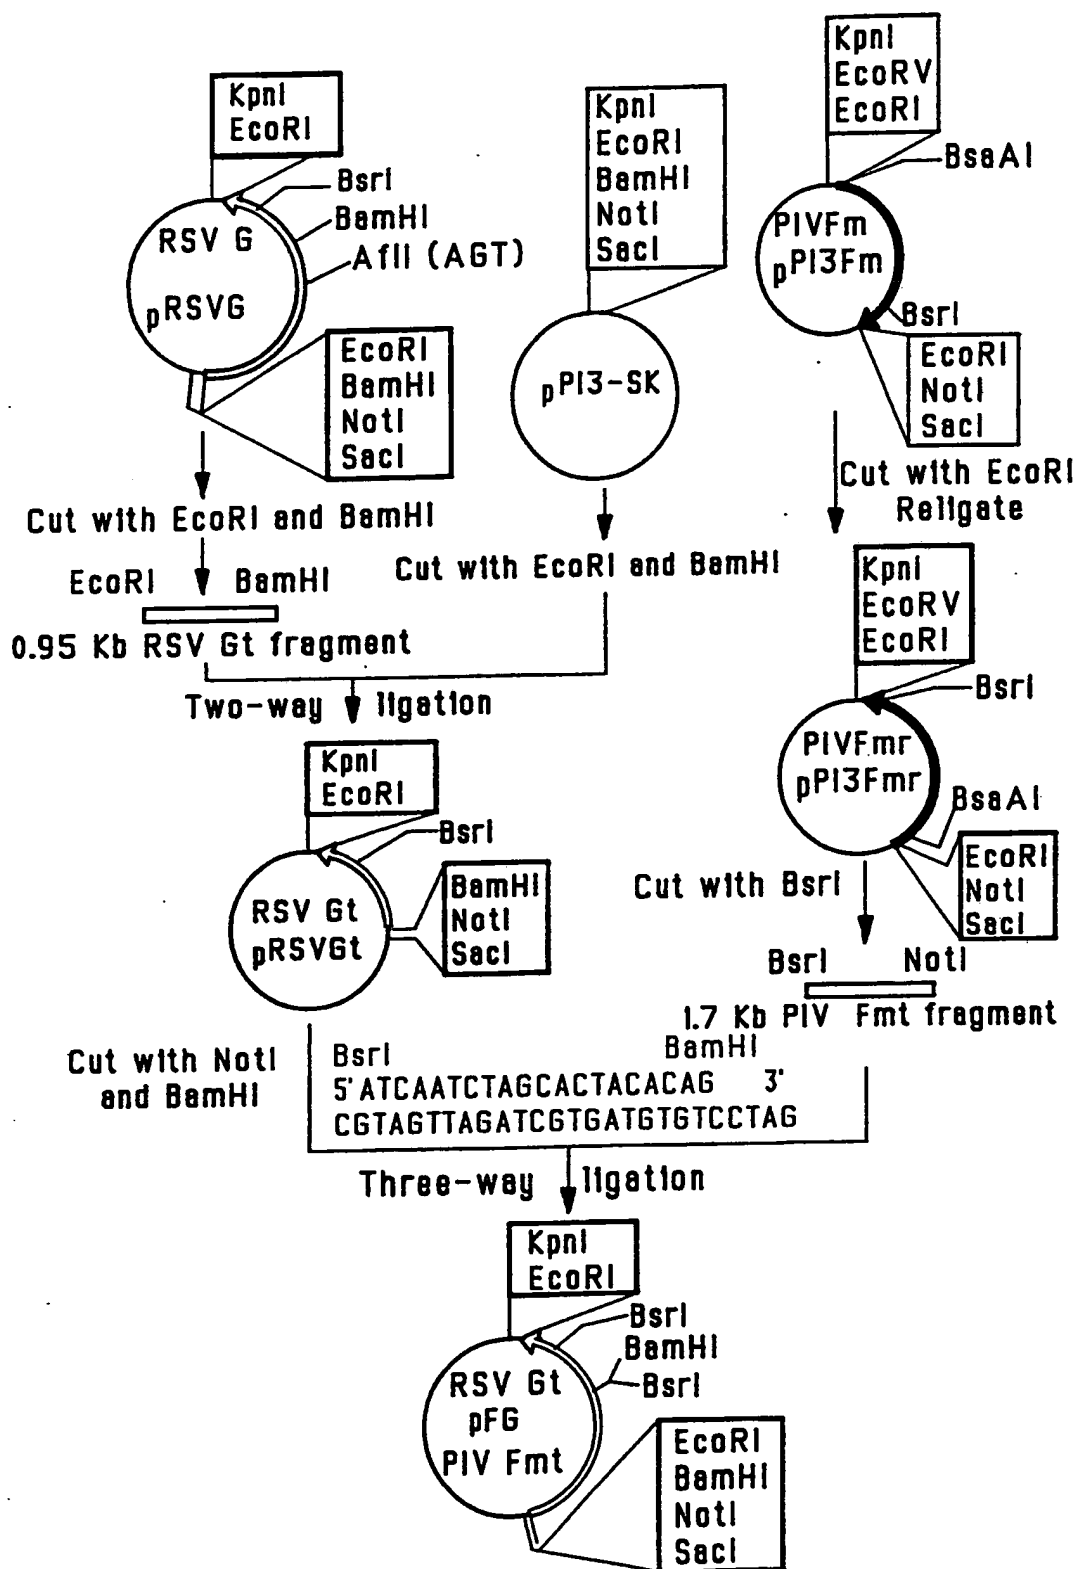 KpnI
EcoRI
BsrI
BamHI
AflII (AGT)
RSV G
pRSVG
EcoRI
BamHI
NotI
SacI
Cut with EcoRI and BamHI
EcoRI BamHI
0.95 Kb RSV Gt fragment
KpnI
EcoRI
BamHI
NotI
SacI
pPI3-SK
Cut with EcoRI and BamHI
KpnI
EcoRV
EcoRI
BsaAI
PIVFm
pPI3Fm
BsrI
EcoRI
NotI
SacI
Cut with EcoRI
Religate
KpnI
EcoRV
EcoRI
BsrI
PIVFmr
pPI3Fmr
BsaAI
EcoRI
NotI
SacI
Cut with BsrI
BsrI NotI
1.7 Kb PIV Fmt fragment
Two-way ligation
KpnI
EcoRI
BsrI
RSV Gt
pRSVGt
BamHI
NotI
SacI
Cut with NotI
and BamHI
BsrI BamHI
5' ATCAATCTAGCACTACACAG 3'
CGTAGTTAGATCGTGATGTGTCCTAG
Three-way ligation
KpnI
EcoRI
BsrI
BamHI
BsrI
RSV Gt
pFG
PIV Fmt
EcoRI
BamHI
NotI
SacI